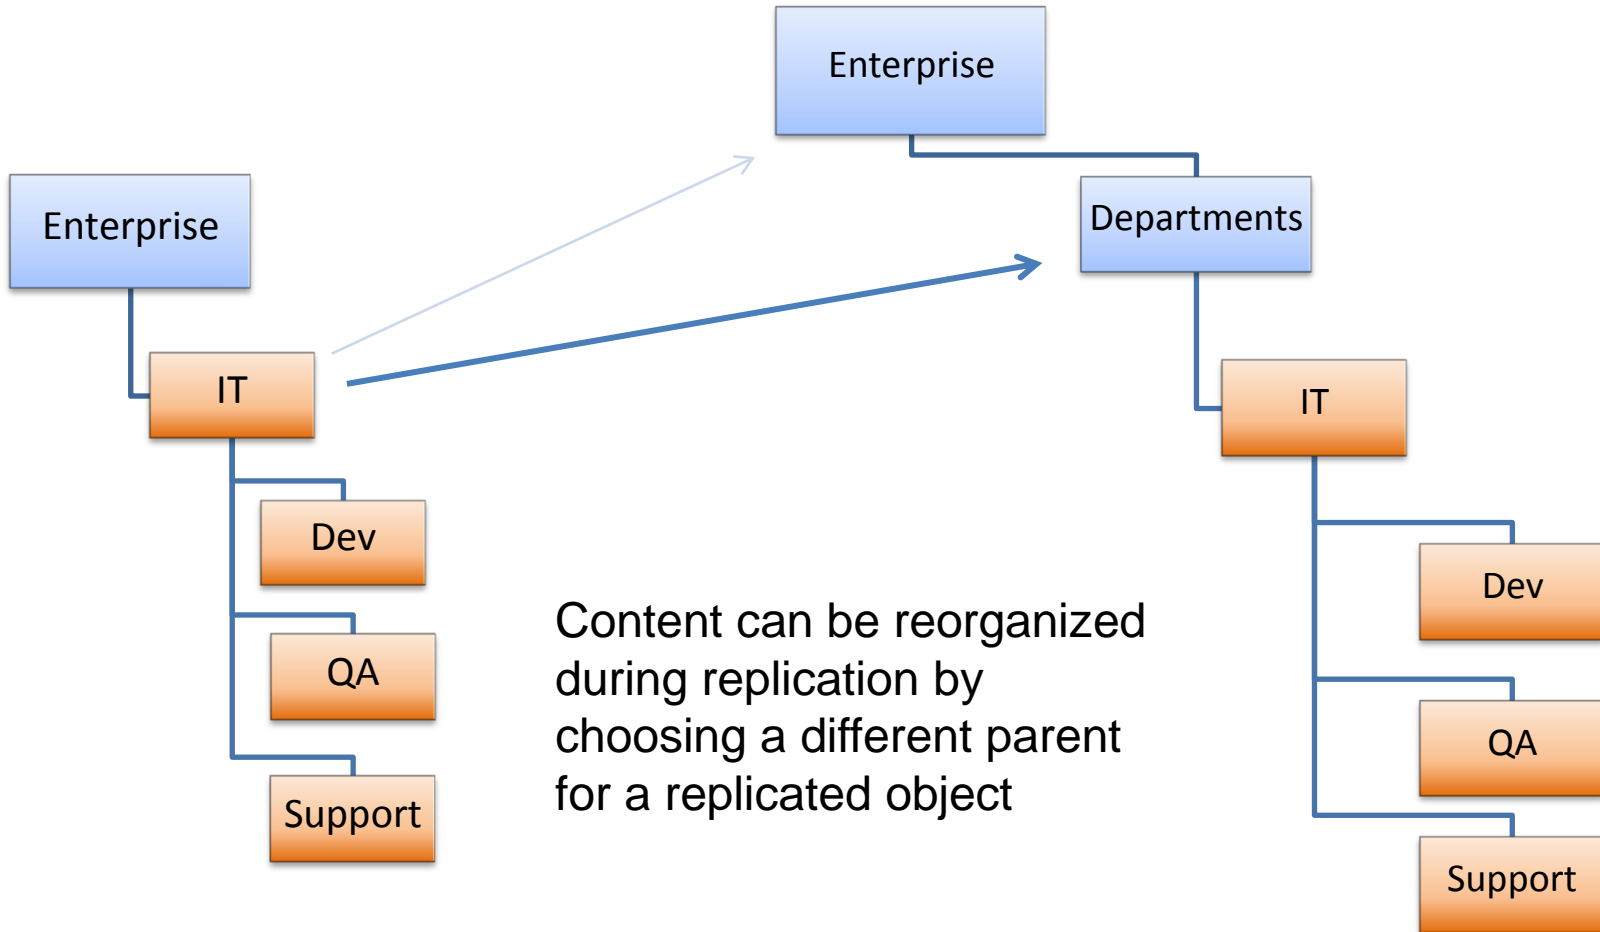 Enterprise
IT
Dev
QA
Support
Content can be reorganized
during replication by
choosing a different parent
for a replicated object
Enterprise
Departments
IT
Dev
QA
Support